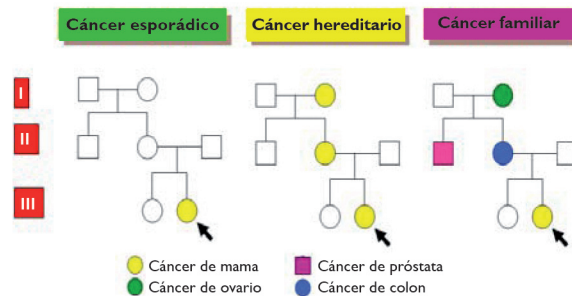 Cáncer esporádico
Cáncer hereditario
Cáncer familiar
I
II
III
Cáncer de mama
Cáncer de próstata
Cáncer de ovario
Cáncer de colon